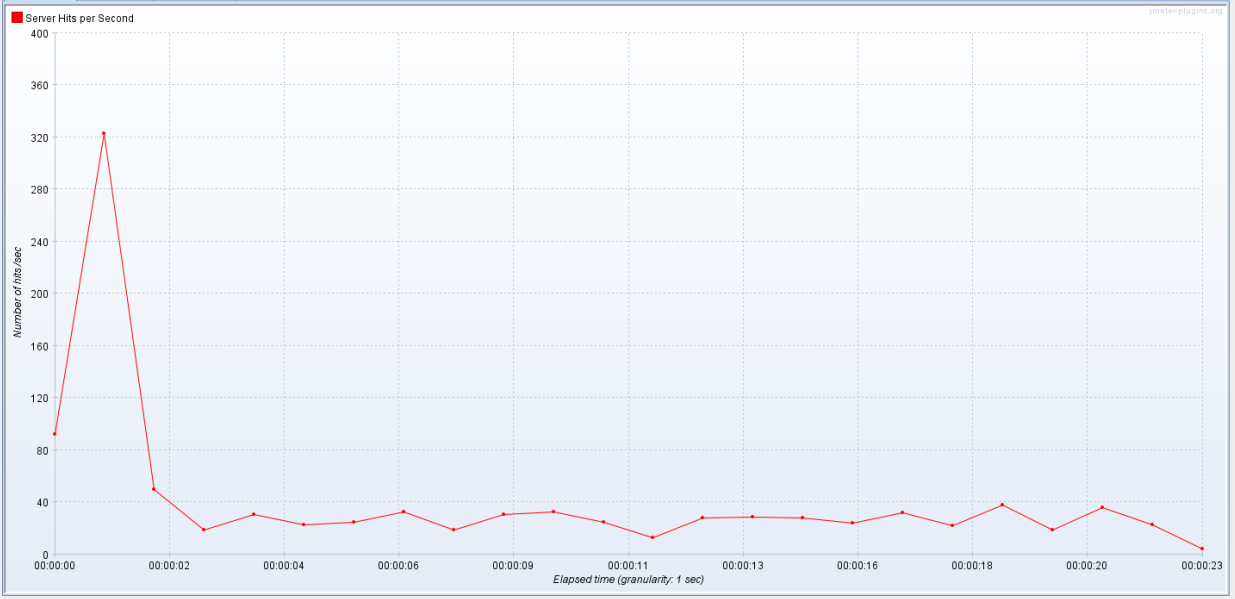 jmeter-plugins.org
Server Hits per Second
400
360
320
280
240
200
160
120
80
40
0
Number of hits/sec
00:00:00 00:00:02 00:00:04 00:00:06 00:00:09 00:00:11 00:00:13 00:00:16 00:00:18 00:00:20 00:00:23
Elapsed time (granularity: 1 sec)